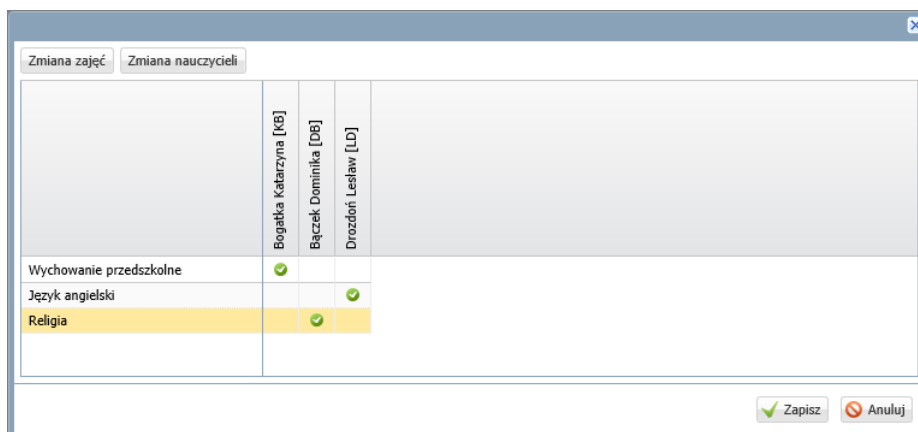 Zmiana zajęć Zmiana nauczycieli
Bogatka Katarzyna [KB]
Bączek Dominika [DB]
Drozdoń Lesław [LD]
Wychowanie przedszkolne
Język angielski
Religia
Zapisz Anuluj